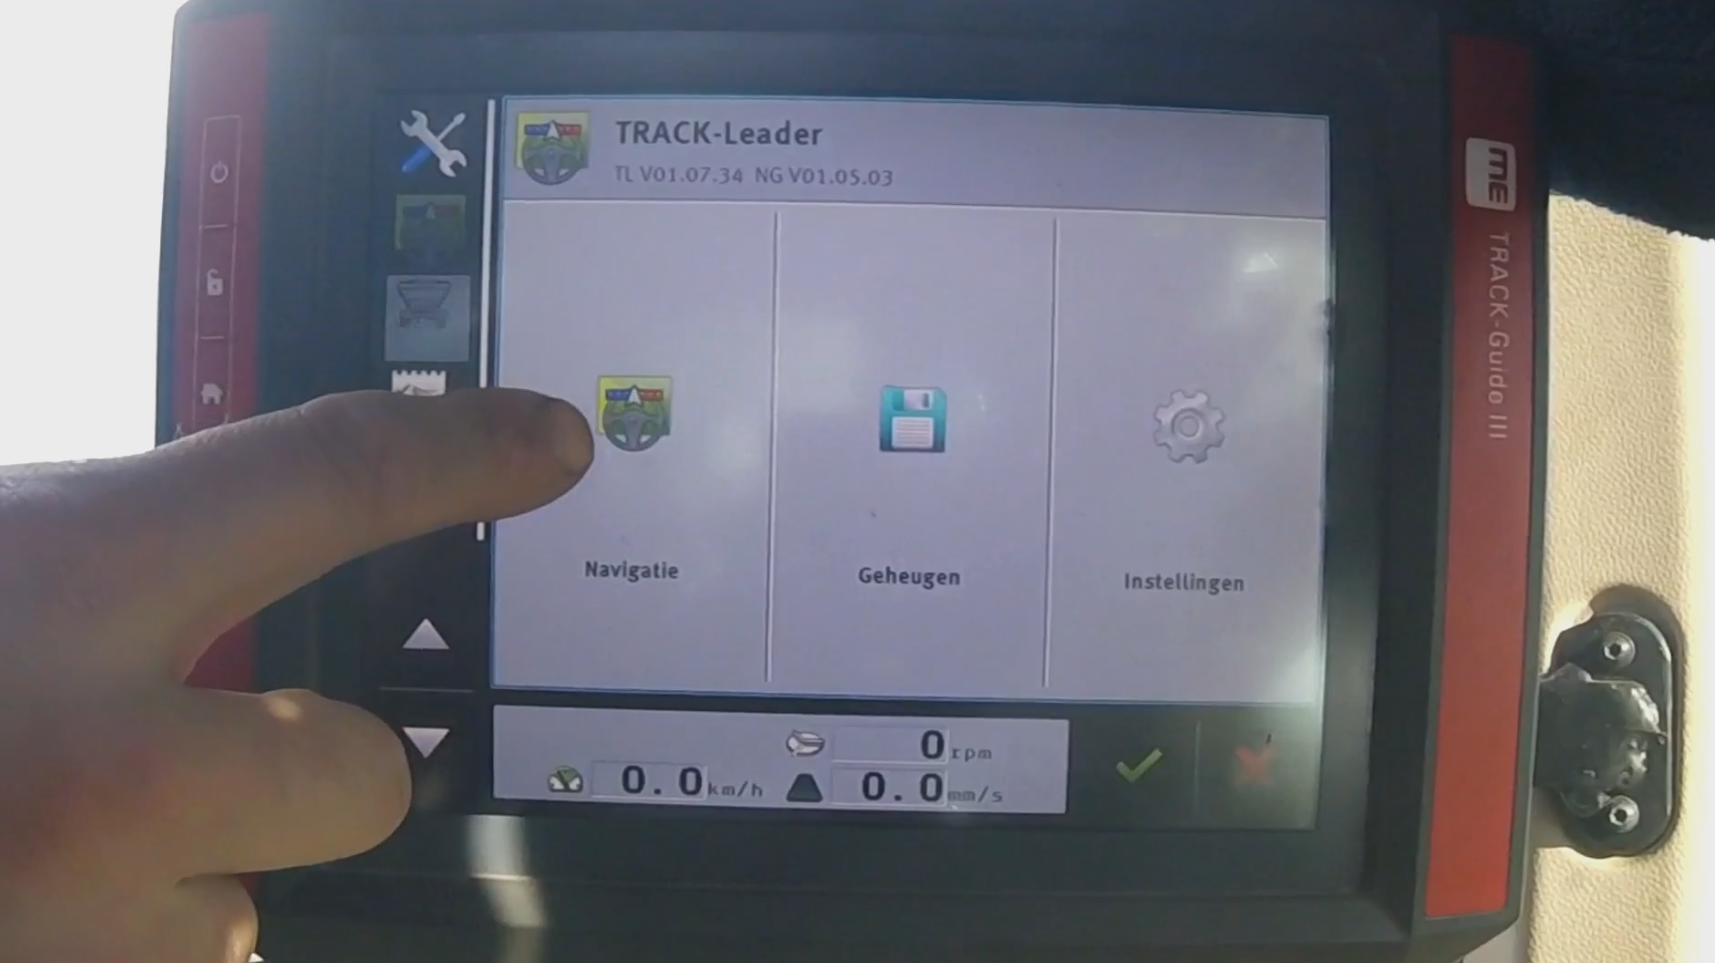 TRACK-Leader
TL V01.07.34 NG V01.05.03
Navigatie
Geheugen
Instellingen
0 rpm
0.0 km/h
0.0 mm/s
ME
TRACK-Guide III